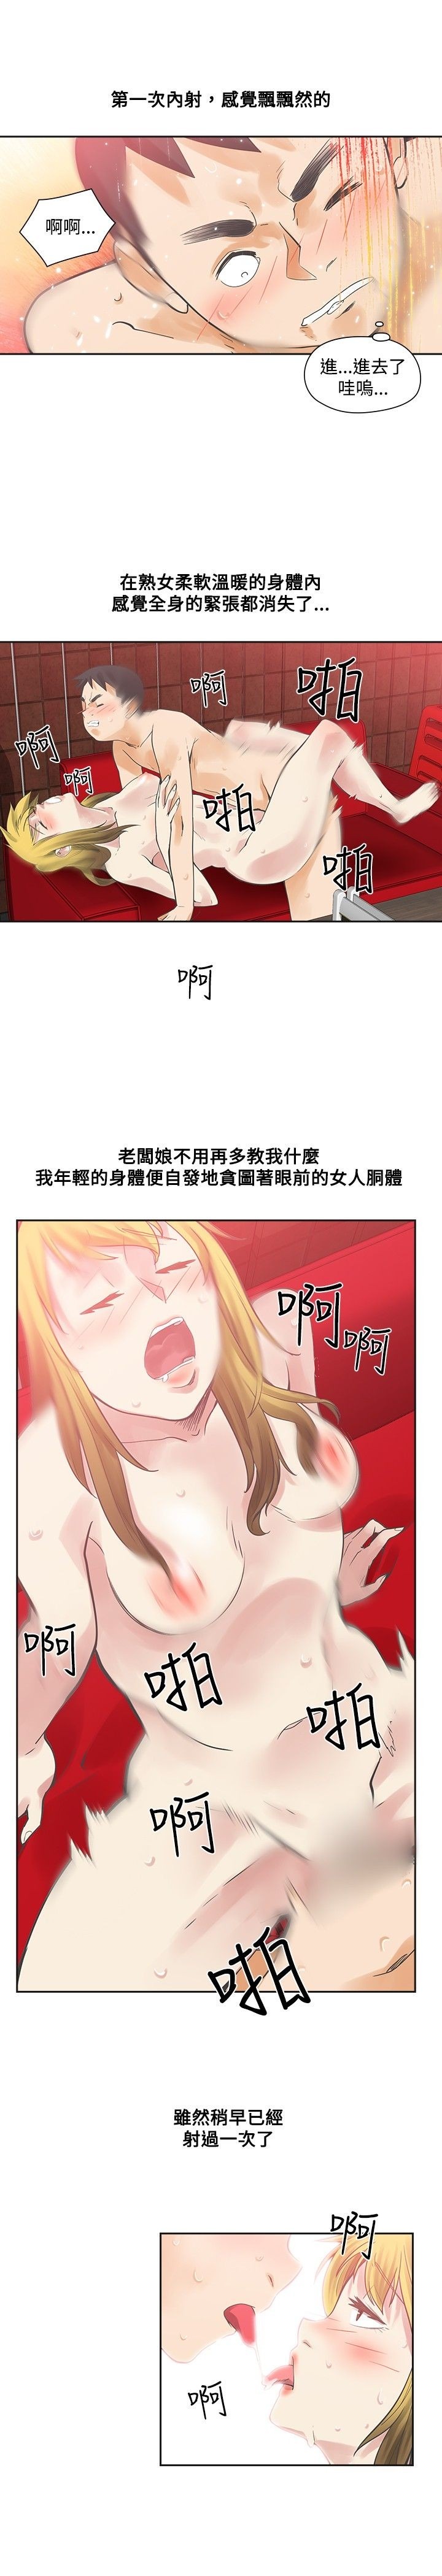 第一次內射，感覺飄飄然的
啊啊...
進...進去了
哇嗚...
在熟女柔軟溫暖的身體內
感覺全身的緊張都消失了...
啊
啪
啊
啊
啪
啪
啊
老闆娘不用再多教我什麼
我年輕的身體便自發地貪圖著眼前的女人胴體
啊
啊
啊
啪
啪
啊
啪
雖然稍早已經
射過一次了
啊
啊